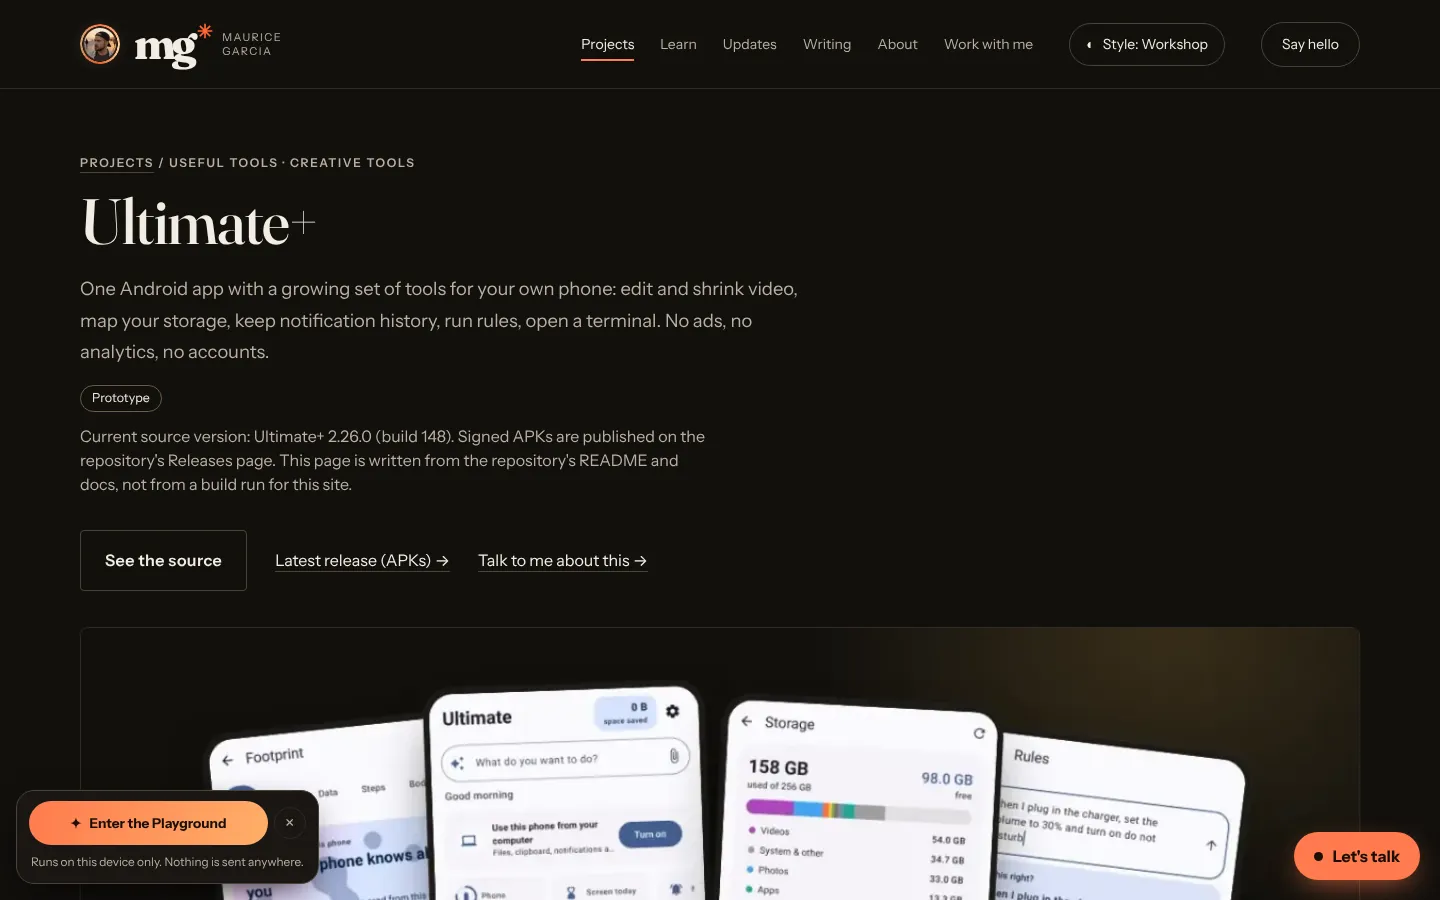 mg
MAURICE
GARCIA
Projects
Learn
Updates
Writing
About
Work with me
Style: Workshop
Say hello
PROJECTS / USEFUL TOOLS · CREATIVE TOOLS
Ultimate+
One Android app with a growing set of tools for your own phone: edit and shrink video,
map your storage, keep notification history, run rules, open a terminal. No ads, no
analytics, no accounts.
Prototype
Current source version: Ultimate+ 2.26.0 (build 148). Signed APKs are published on the
repository's Releases page. This page is written from the repository's README and
docs, not from a build run for this site.
See the source
Latest release (APKs) →
Talk to me about this →
← Footprint
Data
Steps
phone knows
you
Ultimate
0 B
space saved
What do you want to do?
Good morning
Use this phone from your
computer
Files, clipboard, notifications a...
Turn on
Phone
Screen today
← Storage
158 GB
used of 256 GB
98.0 GB
free
Videos
54.0 GB
System & other
34.7 GB
Photos
33.0 GB
Apps
Rules
I plug in the charger, set the
to 30% and turn on do not
right?
✦ Enter the Playground
×
Runs on this device only. Nothing is sent anywhere.
Let's talk